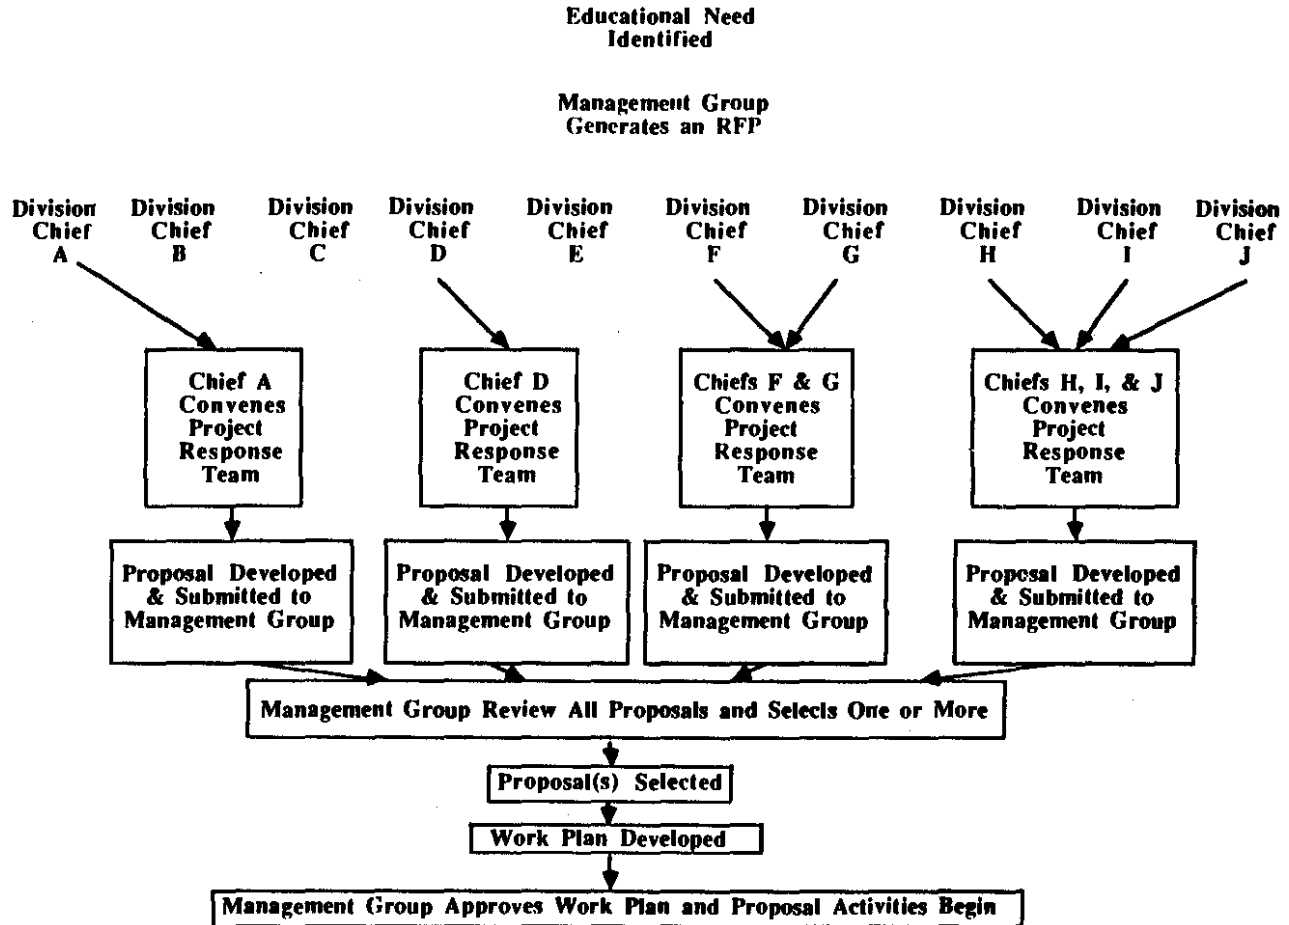 Educational Need
Identified
Management Group
Generates an RFP
Division
Chief
A
Division
Chief
B
Division
Chief
C
Division
Chief
D
Division
Chief
E
Division
Chief
F
Division
Chief
G
Division
Chief
H
Division
Chief
I
Division
Chief
J
Chief A
Convenes
Project
Response
Team
Chief D
Convenes
Project
Response
Team
Chiefs F & G
Convenes
Project
Response
Team
Chiefs H, I, & J
Convenes
Project
Response
Team
Proposal Developed
& Submitted to
Management Group
Proposal Developed
& Submitted to
Management Group
Proposal Developed
& Submitted to
Management Group
Proposal Developed
& Submitted to
Management Group
Management Group Review All Proposals and Selects One or More
Proposal(s) Selected
Work Plan Developed
Management Group Approves Work Plan and Proposal Activities Begin